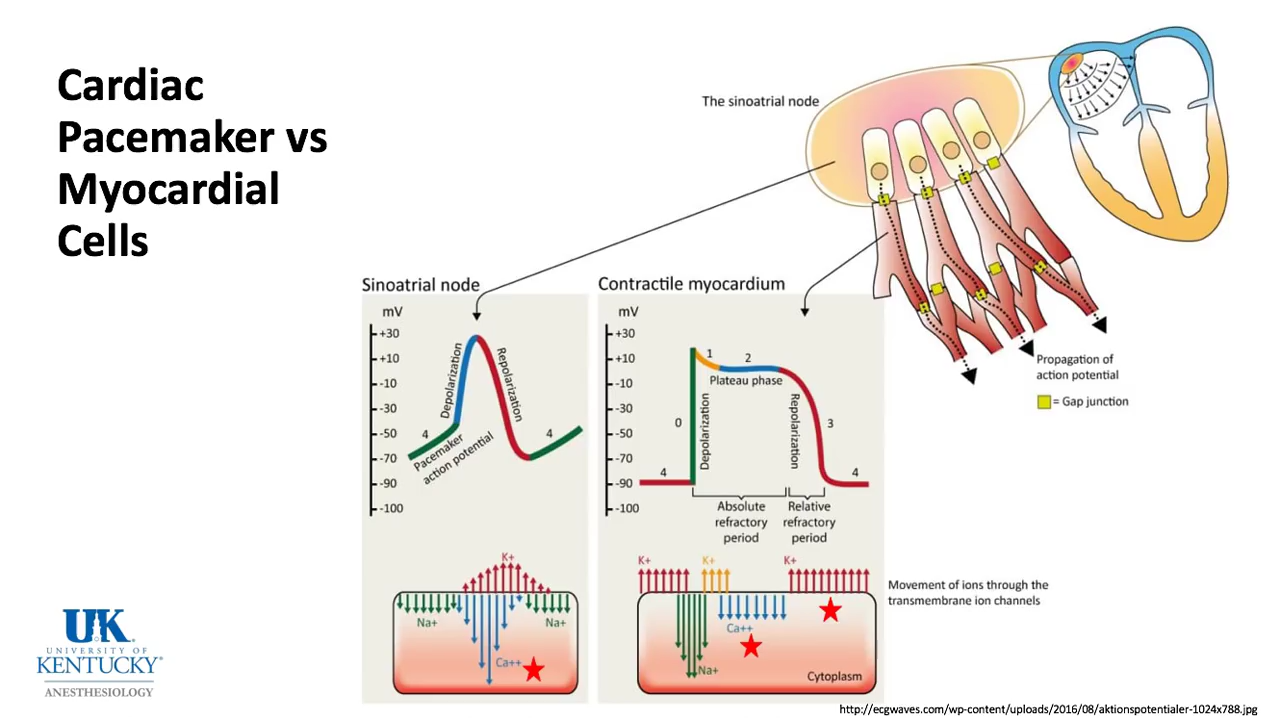 Cardiac
Pacemaker vs
Myocardial
Cells
The sinoatrial node
Sinoatrial node
mV
+30
+10
-10
-30
-50
-70
-90
-100
Depolarization
Repolarization
4
Pacemaker
action potential
4
K+
Na+
Na+
Ca++
Contractile myocardium
mV
+30
+10
-10
-30
-50
-70
-90
-100
1
2
Plateau phase
0
Depolarization
Repolarization
3
4
4
Absolute
refractory
period
Relative
refractory
period
K+
K+
K+
Ca++
Na+
Cytoplasm
Propagation of
action potential
= Gap junction
Movement of ions through the
transmembrane ion channels
UK
UNIVERSITY OF
KENTUCKY®
ANESTHESIOLOGY
http://ecgwaves.com/wp-content/uploads/2016/08/aktionspotentialer-1024x788.jpg